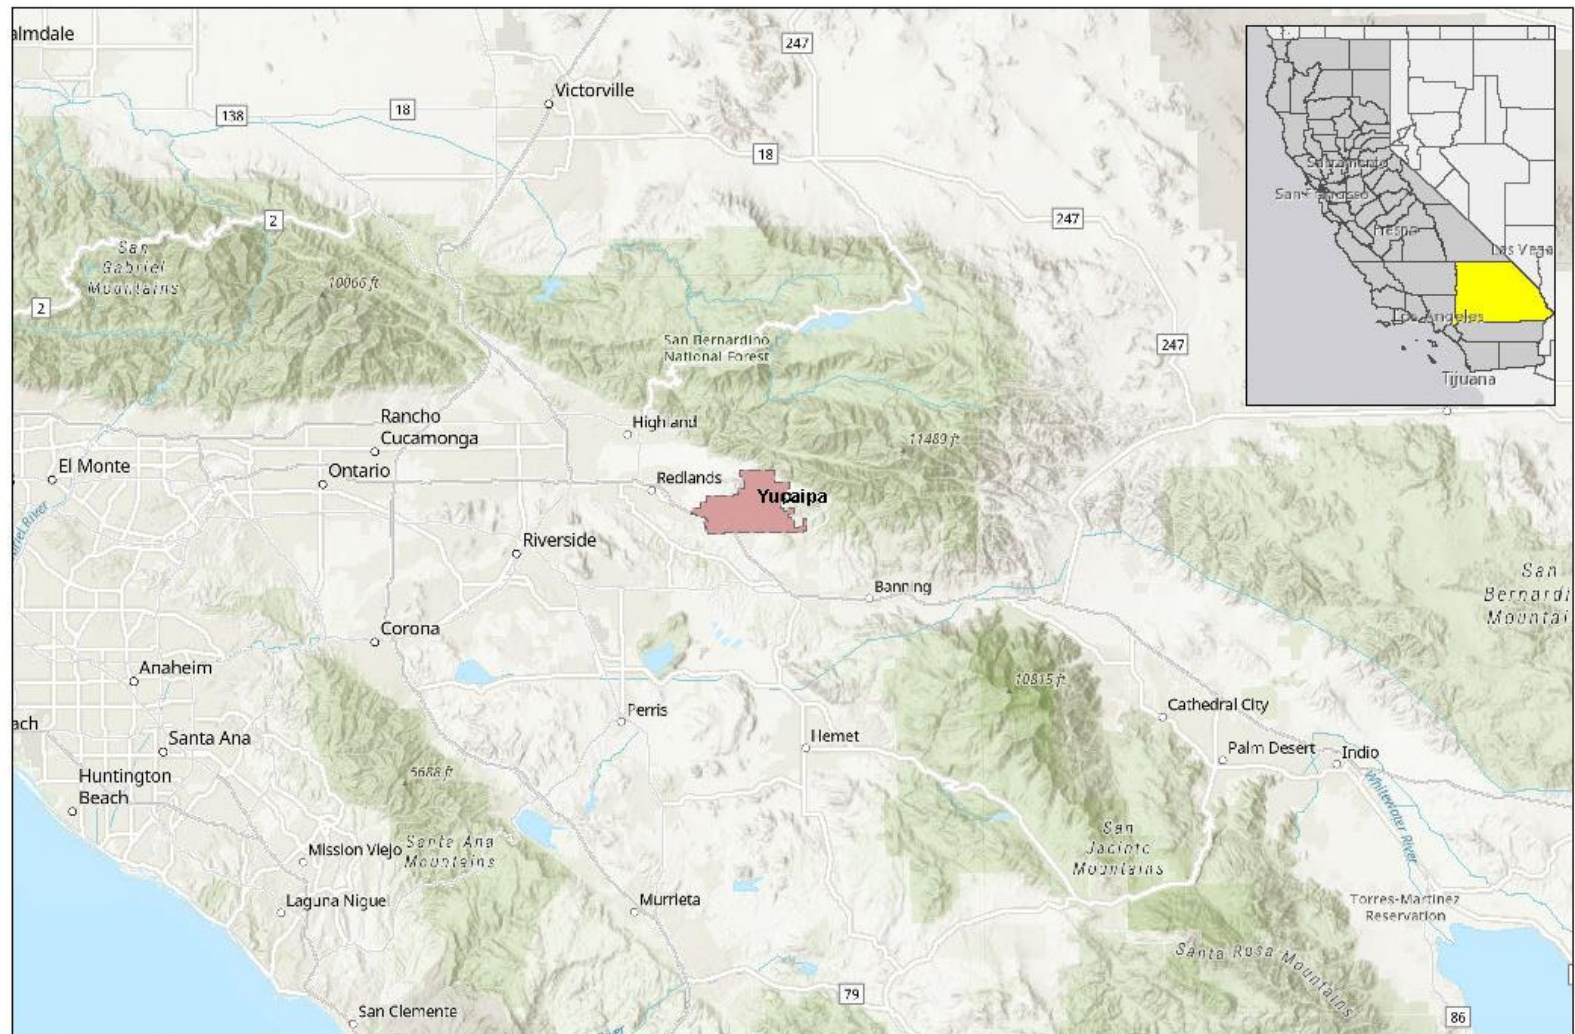 almdale
247
Victorville
138
18
18
247
2
San
Gabriel
Mountains
10066 ft
2
247
San Bernardino
National Forest
Highland
Rancho
Cucamonga
11489 ft
El Monte
Ontario
Redlands
Yucaipa
Riverside
Banning
San
Bernardi
Mountai
Corona
Anaheim
10815 ft
Cathedral City
ach
Perris
Santa Ana
Hemet
Palm Desert
Indio
Huntington
Beach
5688 ft
Whitewater River
Mission Viejo
Santa Ana
Mountains
San
Jacinto
Mountains
Laguna Niguel
Murrieta
Torres-Martinez
Reservation
Santa Rosa Mountains
79
San Clemente
86
River
Sacramento
San Francisco
Fresno
Las Vega
Los Angeles
Tijuana